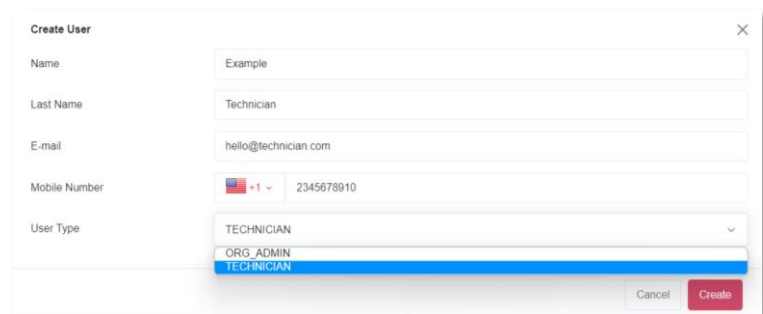 Create User
Name Example
Last Name Technician
E-mail hello@technician.com
Mobile Number +1 2345678910
User Type TECHNICIAN
ORG_ADMIN
TECHNICIAN
Cancel Create